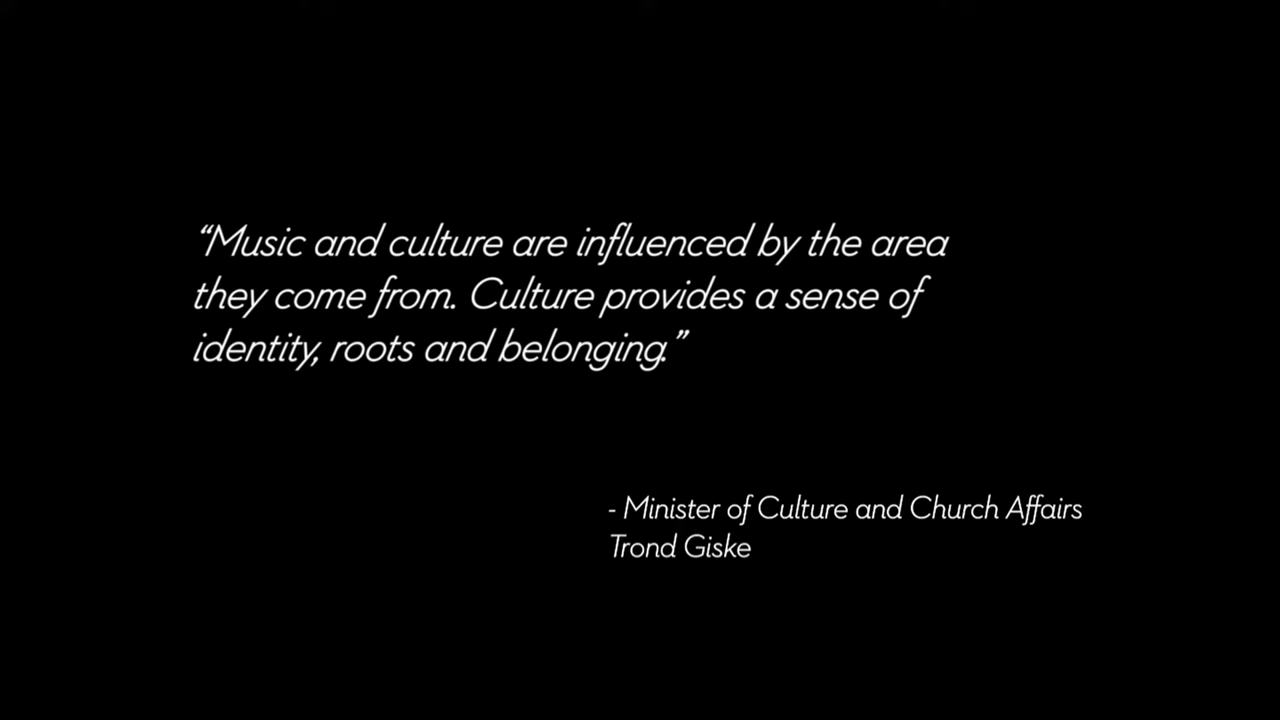 “Music and culture are influenced by the area
they come from. Culture provides a sense of
identity, roots and belonging.”
- Minister of Culture and Church Affairs
Trond Giske